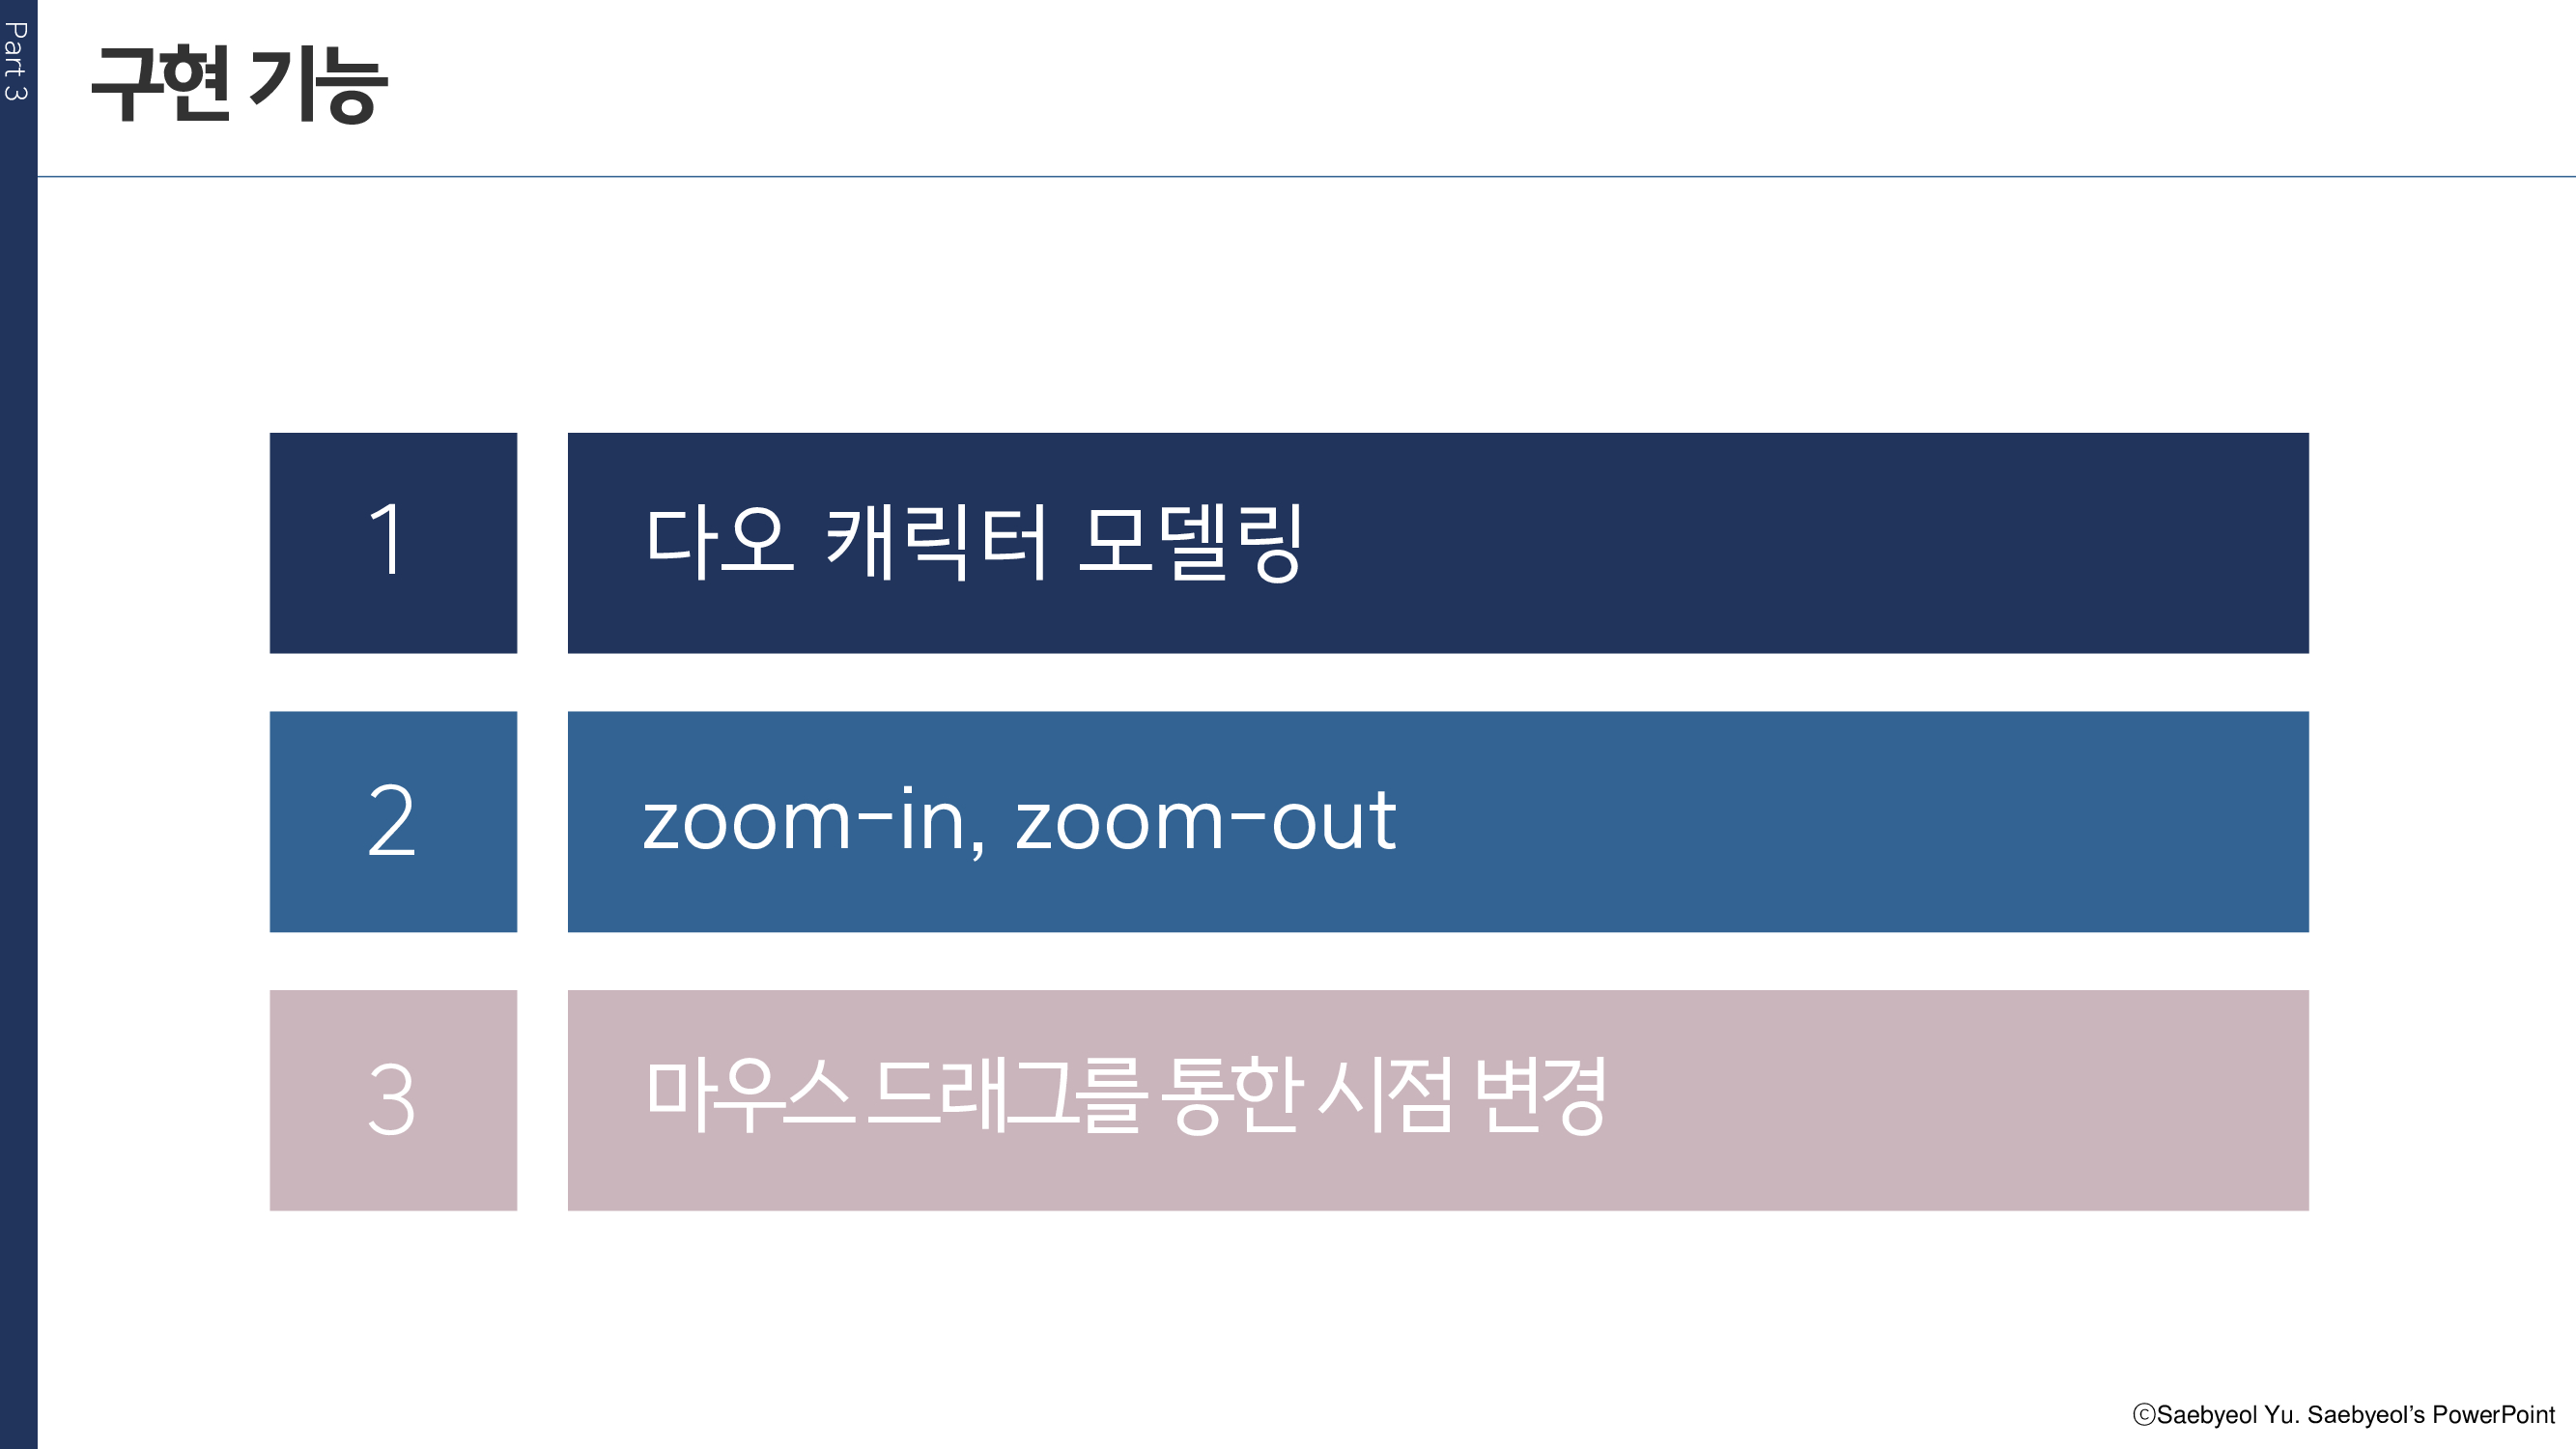 Part 3
구현 기능
1
다오 캐릭터 모델링
2
zoom-in, zoom-out
3
마우스 드래그를 통한 시점 변경
ⓒSaebyeol Yu. Saebyeol’s PowerPoint